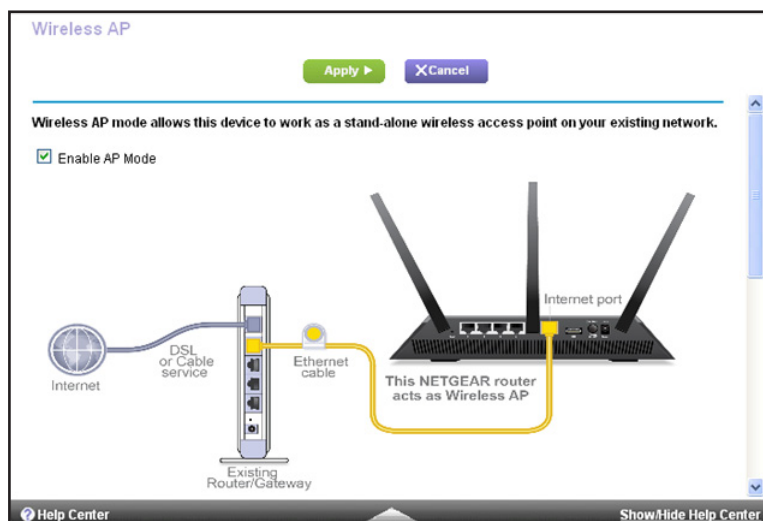 Wireless AP
Apply
Cancel
Wireless AP mode allows this device to work as a stand-alone wireless access point on your existing network.
Enable AP Mode
Internet port
DSL
or Cable
service
Ethernet
cable
Internet
This NETGEAR router
acts as Wireless AP
Existing
Router/Gateway
Help Center
Show/Hide Help Center